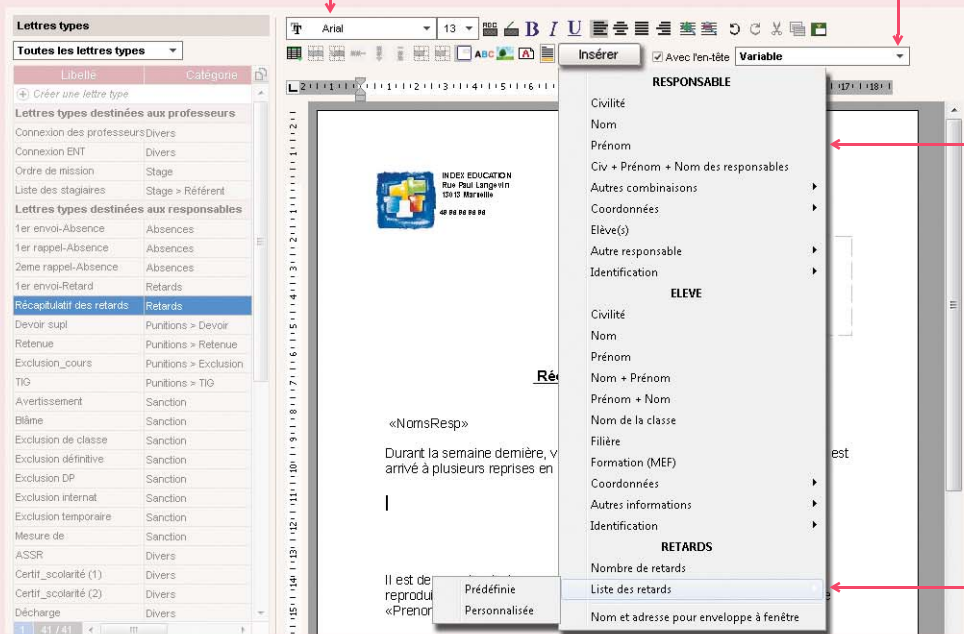 Lettres types
Toutes les lettres types
Libellé Catégorie
Créer une lettre type
Lettres types destinées aux professeurs
Connexion des professeurs Divers
Connexion ENT Divers
Ordre de mission Stage
Liste des stagiaires Stage > Référent
Lettres types destinées aux responsables
1er envoi-Absence Absences
1er rappel-Absence Absences
2eme rappel-Absence Absences
1er envoi-Retard Retards
Récapitulatif des retards Retards
Devoir supl Punitions > Devoir
Retenue Punitions > Retenue
Exclusion_cours Punitions > Exclusion
TIG Punitions > TIG
Avertissement Sanction
Blâme Sanction
Exclusion de classe Sanction
Exclusion définitive Sanction
Exclusion DP Sanction
Exclusion internat Sanction
Exclusion temporaire Sanction
Mesure de Sanction
ASSR Divers
Certif_scolarité (1) Divers
Certif_scolarité (2) Divers
Décharge Divers
1 41 / 41
Arial 13 B I U
ABC A Insérer Avec l'en-tête Variable
INDEX EDUCATION
Rue Paul Langevin
13013 Marseille
Ré
«NomsResp»
Durant la semaine dernière, v est
arrivé à plusieurs reprises en
Il est de
reprodui e
«Prenor
RESPONSABLE
Civilité
Nom
Prénom
Civ + Prénom + Nom des responsables
Autres combinaisons
Coordonnées
Elève(s)
Autre responsable
Identification
ELEVE
Civilité
Nom
Prénom
Nom + Prénom
Prénom + Nom
Nom de la classe
Filière
Formation (MEF)
Coordonnées
Autres informations
Identification
RETARDS
Nombre de retards
Liste des retards
Nom et adresse pour enveloppe à fenêtre
Prédéfinie
Personnalisée